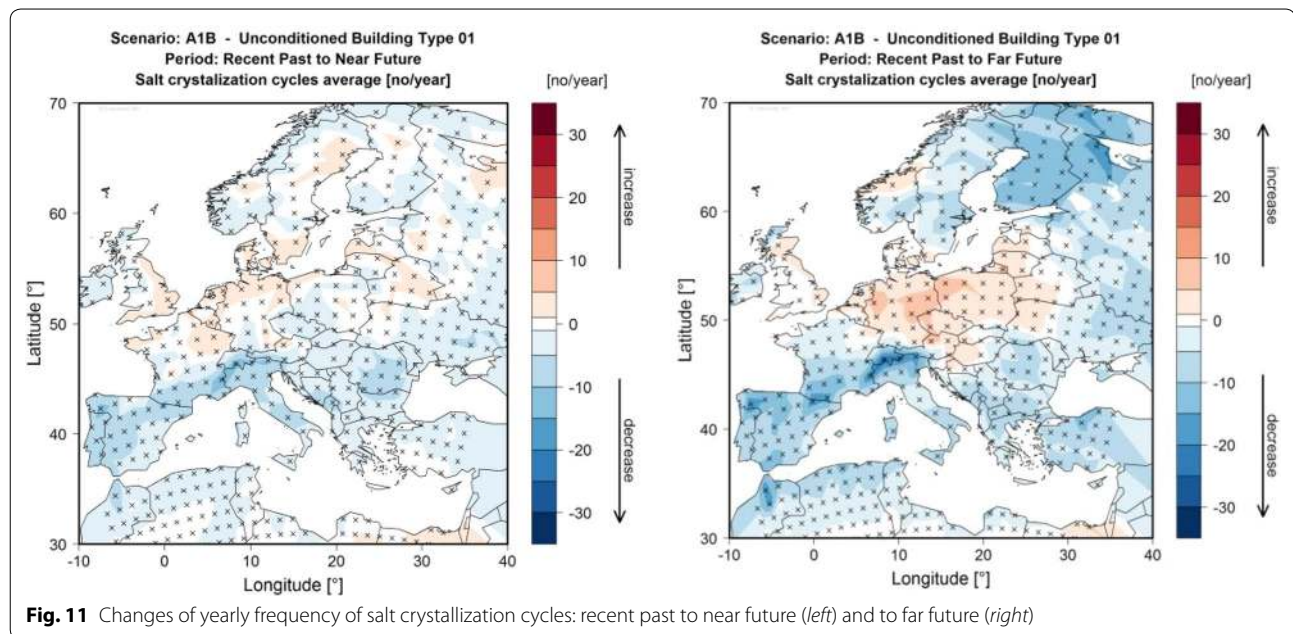 Scenario: A1B - Unconditioned Building Type 01
Period: Recent Past to Near Future
Salt crystalization cycles average [no/year]
[no/year]
70
60
50
40
30
Latitude [°]
-10
0
10
20
30
40
Longitude [°]
30
20
10
0
-10
-20
-30
increase
decrease
Scenario: A1B - Unconditioned Building Type 01
Period: Recent Past to Far Future
Salt crystalization cycles average [no/year]
[no/year]
70
60
50
40
30
Latitude [°]
-10
0
10
20
30
40
Longitude [°]
30
20
10
0
-10
-20
-30
increase
decrease
Fig. 11 Changes of yearly frequency of salt crystallization cycles: recent past to near future (left) and to far future (right)